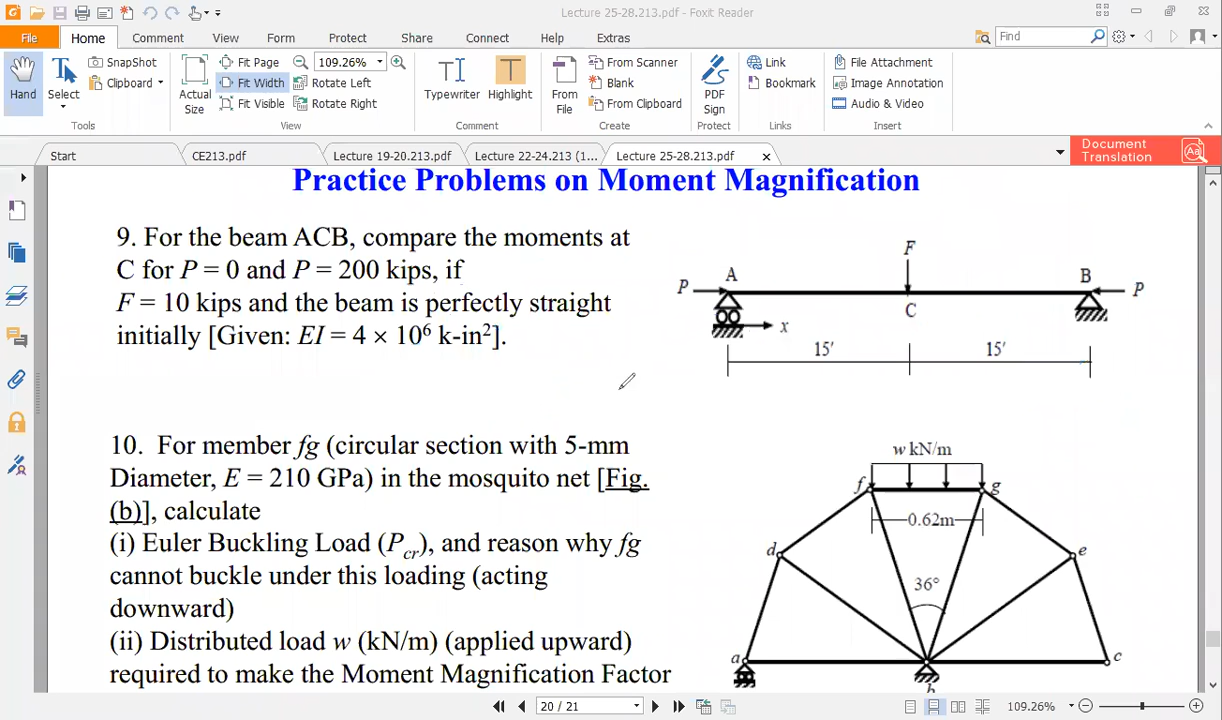 Lecture 25-28.213.pdf - Foxit Reader
File Home Comment View Form Protect Share Connect Help Extras Find
Hand Select SnapShot Clipboard Actual Size Fit Page Fit Width Fit Visible 109.26% Rotate Left Rotate Right Typewriter Highlight From File From Scanner Blank From Clipboard PDF Sign Link Bookmark File Attachment Image Annotation Audio & Video
Tools View Comment Create Protect Links Insert
Start CE213.pdf Lecture 19-20.213.pdf Lecture 22-24.213 (1... Lecture 25-28.213.pdf × Document Translation
Practice Problems on Moment Magnification
9. For the beam ACB, compare the moments at
C for P = 0 and P = 200 kips, if
F = 10 kips and the beam is perfectly straight
initially [Given: EI = 4 × 10⁶ k-in²].
F
P A B P
C
x
15′ 15′
10. For member fg (circular section with 5-mm
Diameter, E = 210 GPa) in the mosquito net [Fig.
(b)], calculate
(i) Euler Buckling Load (Pcr), and reason why fg
cannot buckle under this loading (acting
downward)
(ii) Distributed load w (kN/m) (applied upward)
required to make the Moment Magnification Factor
w kN/m
f g
0.62m
d e
36°
a c
b
20 / 21 109.26%